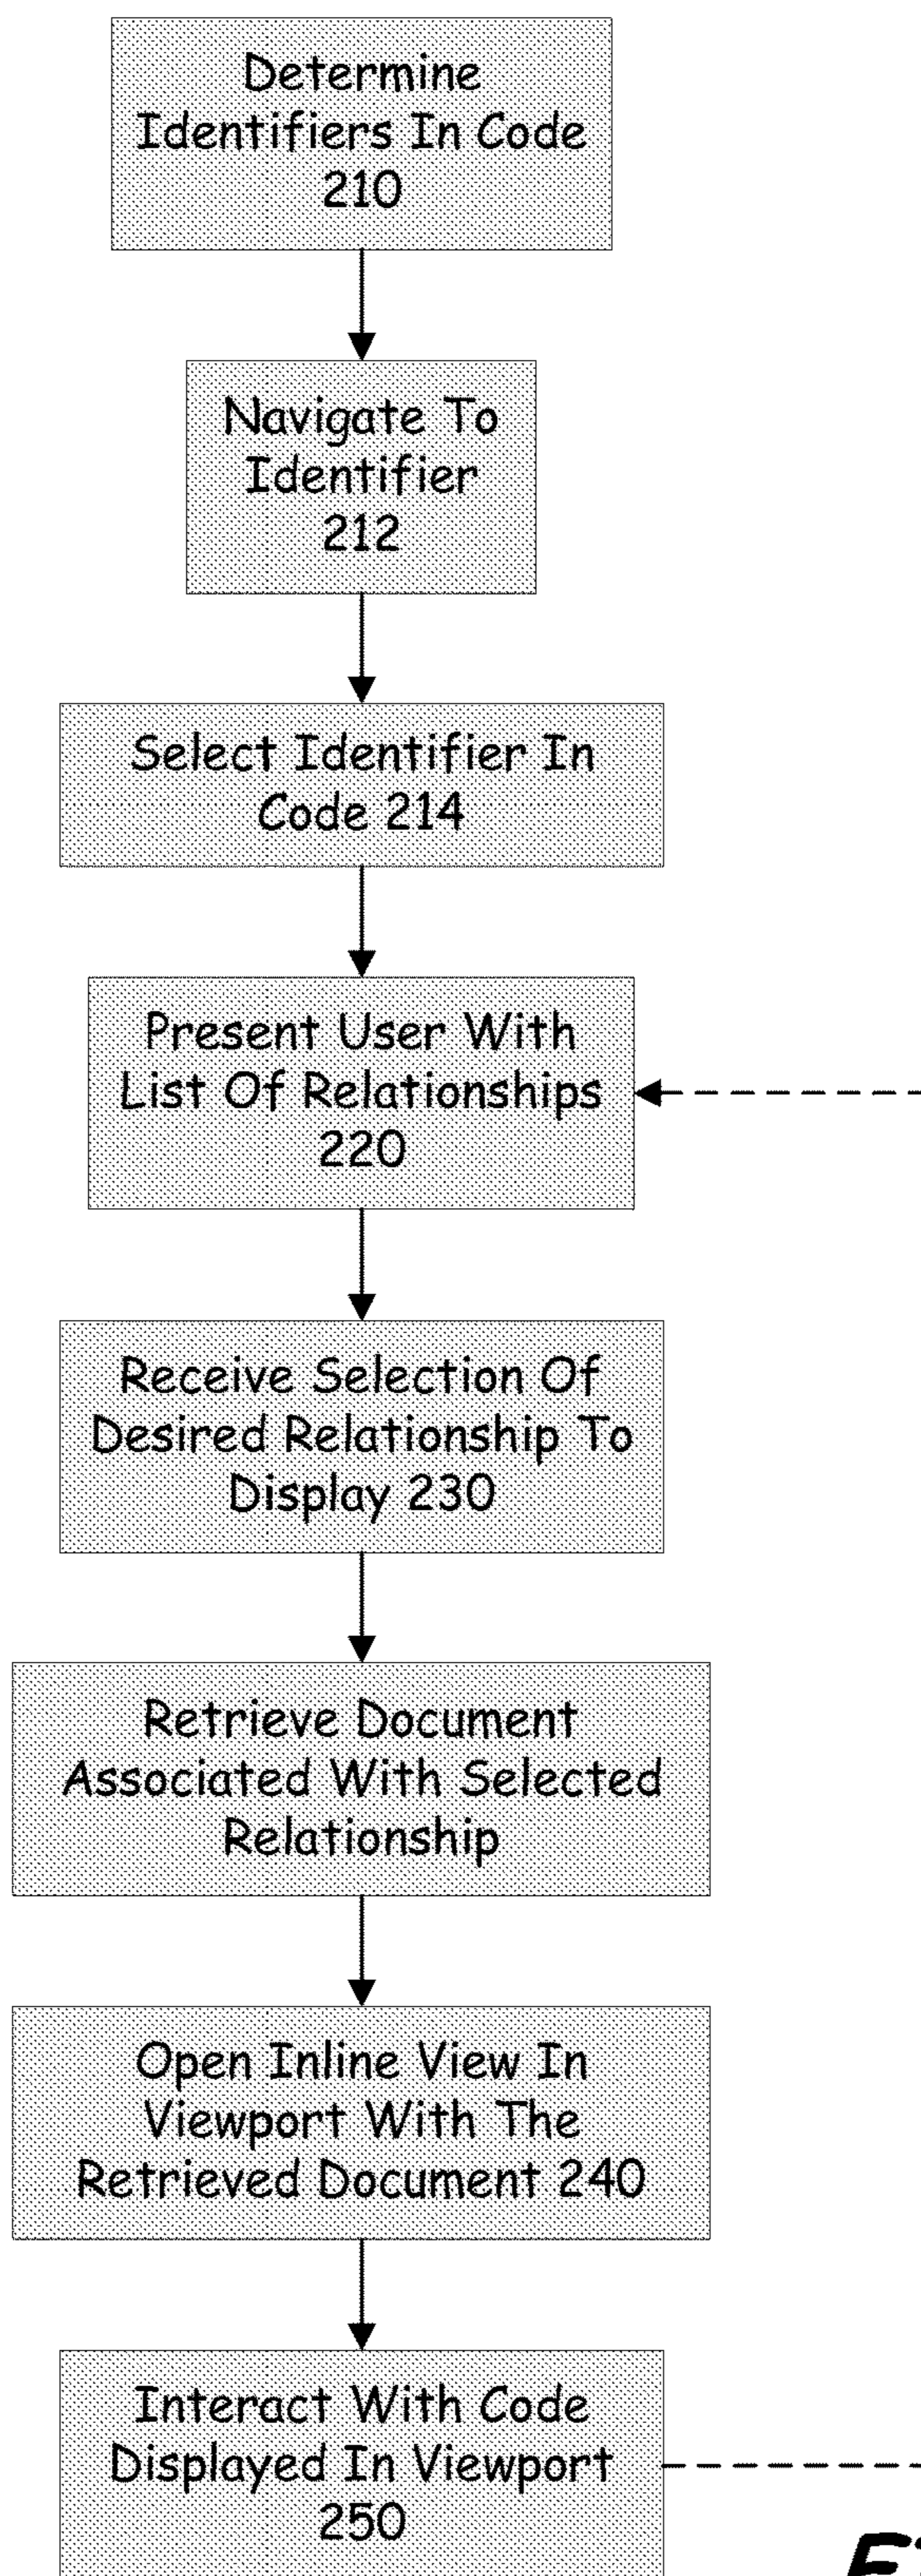 Determine
Identifiers In Code
210
Navigate To
Identifier
212
Select Identifier In
Code 214
Present User With
List Of Relationships
220
Receive Selection Of
Desired Relationship To
Display 230
Retrieve Document
Associated With Selected
Relationship
Open Inline View In
Viewport With The
Retrieved Document 240
Interact With Code
Displayed In Viewport
250